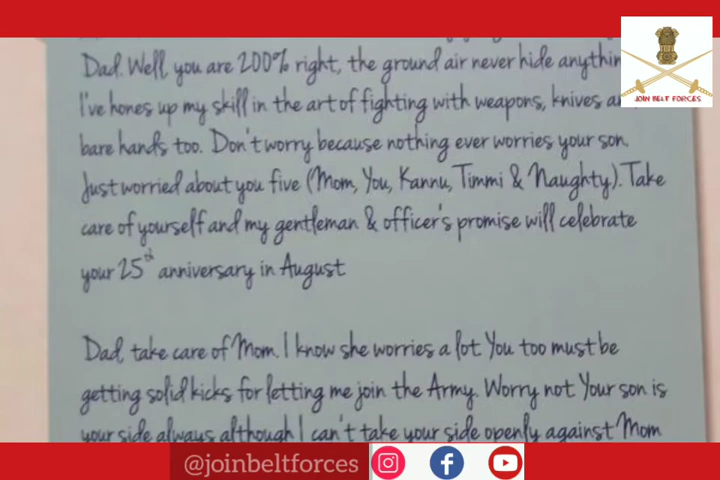 Dad. Well, you are 200% right, the ground air never hide
I've hones up my skill in the art of fighting with weapons, knives
bare hands too. Don't worry because nothing ever worries your son.
Just worried about you five (Mom, You, Kannu, Timmi & Naughty). Take
care of yourself and my gentleman & officer's promise will celebrate
your 25th anniversary in August
Dad, take care of Mom. I know she worries a lot You too must be
getting solid kicks for letting me join the Army. Worry not Your son is
your side always although I can't take your side openly against Mom
JOIN BELT FORCES
@joinbeltforces